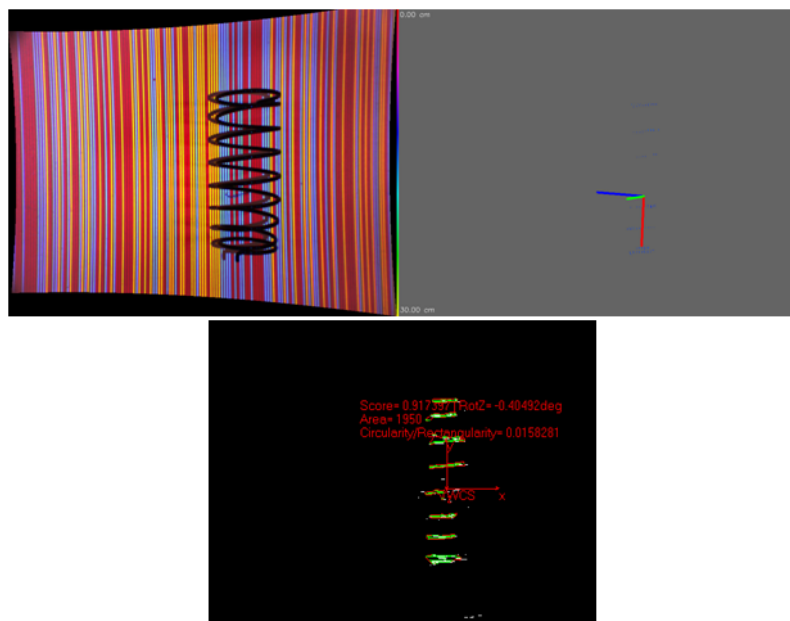 0.00 cm
30.00 cm
Score= 0.917397 RotZ= -0.40492deg
Area= 1950
Circularity/Rectangularity= 0.0158281
y
WCS
x